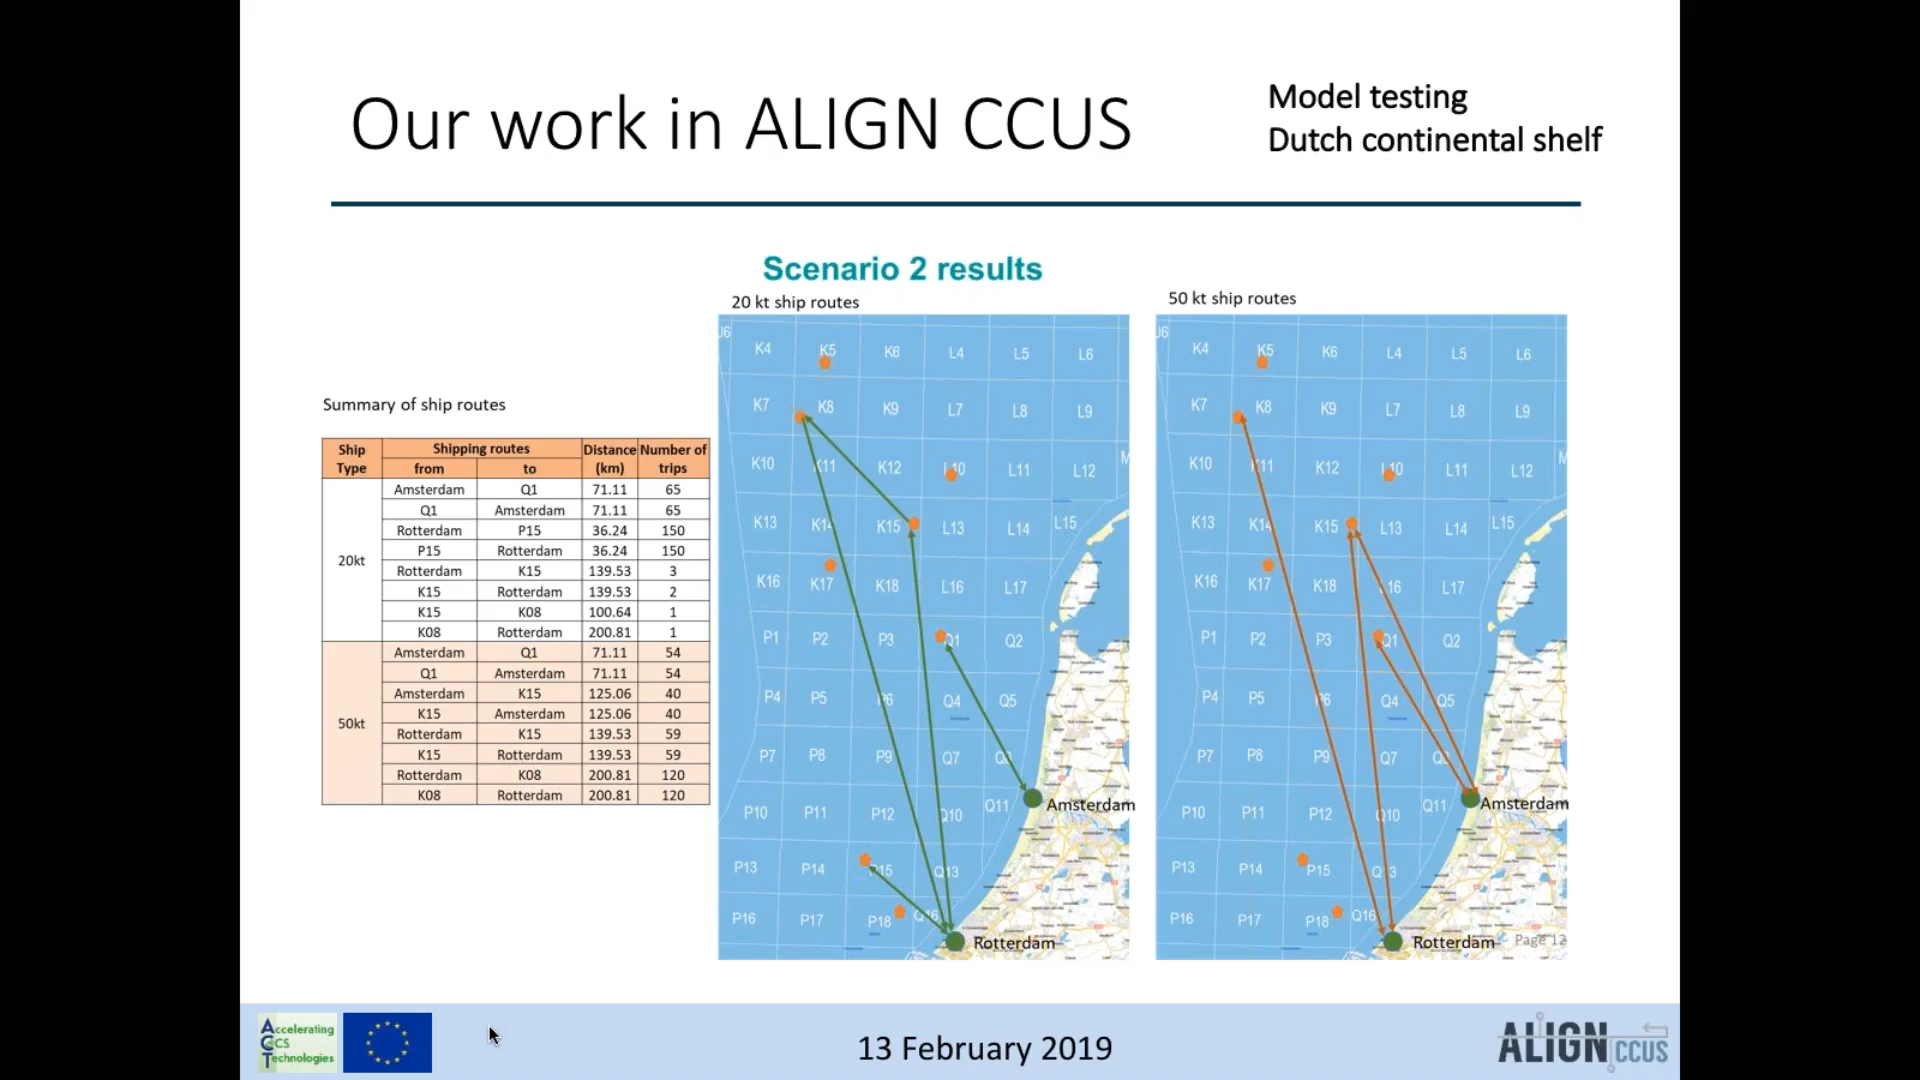 Our work in ALIGN CCUS
Model testing
Dutch continental shelf
Scenario 2 results
20 kt ship routes
50 kt ship routes
Summary of ship routes
Ship Type Shipping routes Distance (km) Number of trips
from to
20kt
Amsterdam Q1 71.11 65
Q1 Amsterdam 71.11 65
Rotterdam P15 36.24 150
P15 Rotterdam 36.24 150
Rotterdam K15 139.53 3
K15 Rotterdam 139.53 2
K15 K08 100.64 1
K08 Rotterdam 200.81 1
50kt
Amsterdam Q1 71.11 54
Q1 Amsterdam 71.11 54
Amsterdam K15 125.06 40
K15 Amsterdam 125.06 40
Rotterdam K15 139.53 59
K15 Rotterdam 139.53 59
Rotterdam K08 200.81 120
K08 Rotterdam 200.81 120
J6
K4 K5 K6 L4 L5 L6
K7 K8 K9 L7 L8 L9
K10 K11 K12 L10 L11 L12 M
K13 K14 K15 L13 L14 L15
K16 K17 K18 L16 L17
P1 P2 P3 Q1 Q2
P4 P5 P6 Q4 Q5
P7 P8 P9 Q7
P10 P11 P12 Q10 Q11 Amsterdam
P13 P14 P15 Q13
P16 P17 P18 Q16
Rotterdam
J6
K4 K5 K6 L4 L5 L6
K7 K8 K9 L7 L8 L9
K10 K11 K12 L10 L11 L12 M
K13 K14 K15 L13 L14 L15
K16 K17 K18 L16 L17
P1 P2 P3 Q1 Q2
P4 P5 P6 Q4 Q5
P7 P8 P9 Q7
P10 P11 P12 Q10 Q11 Amsterdam
P13 P14 P15 Q13
P16 P17 P18 Q16
Rotterdam
Page 12
Accelerating
CS
Technologies
13 February 2019
ALIGN CCUS